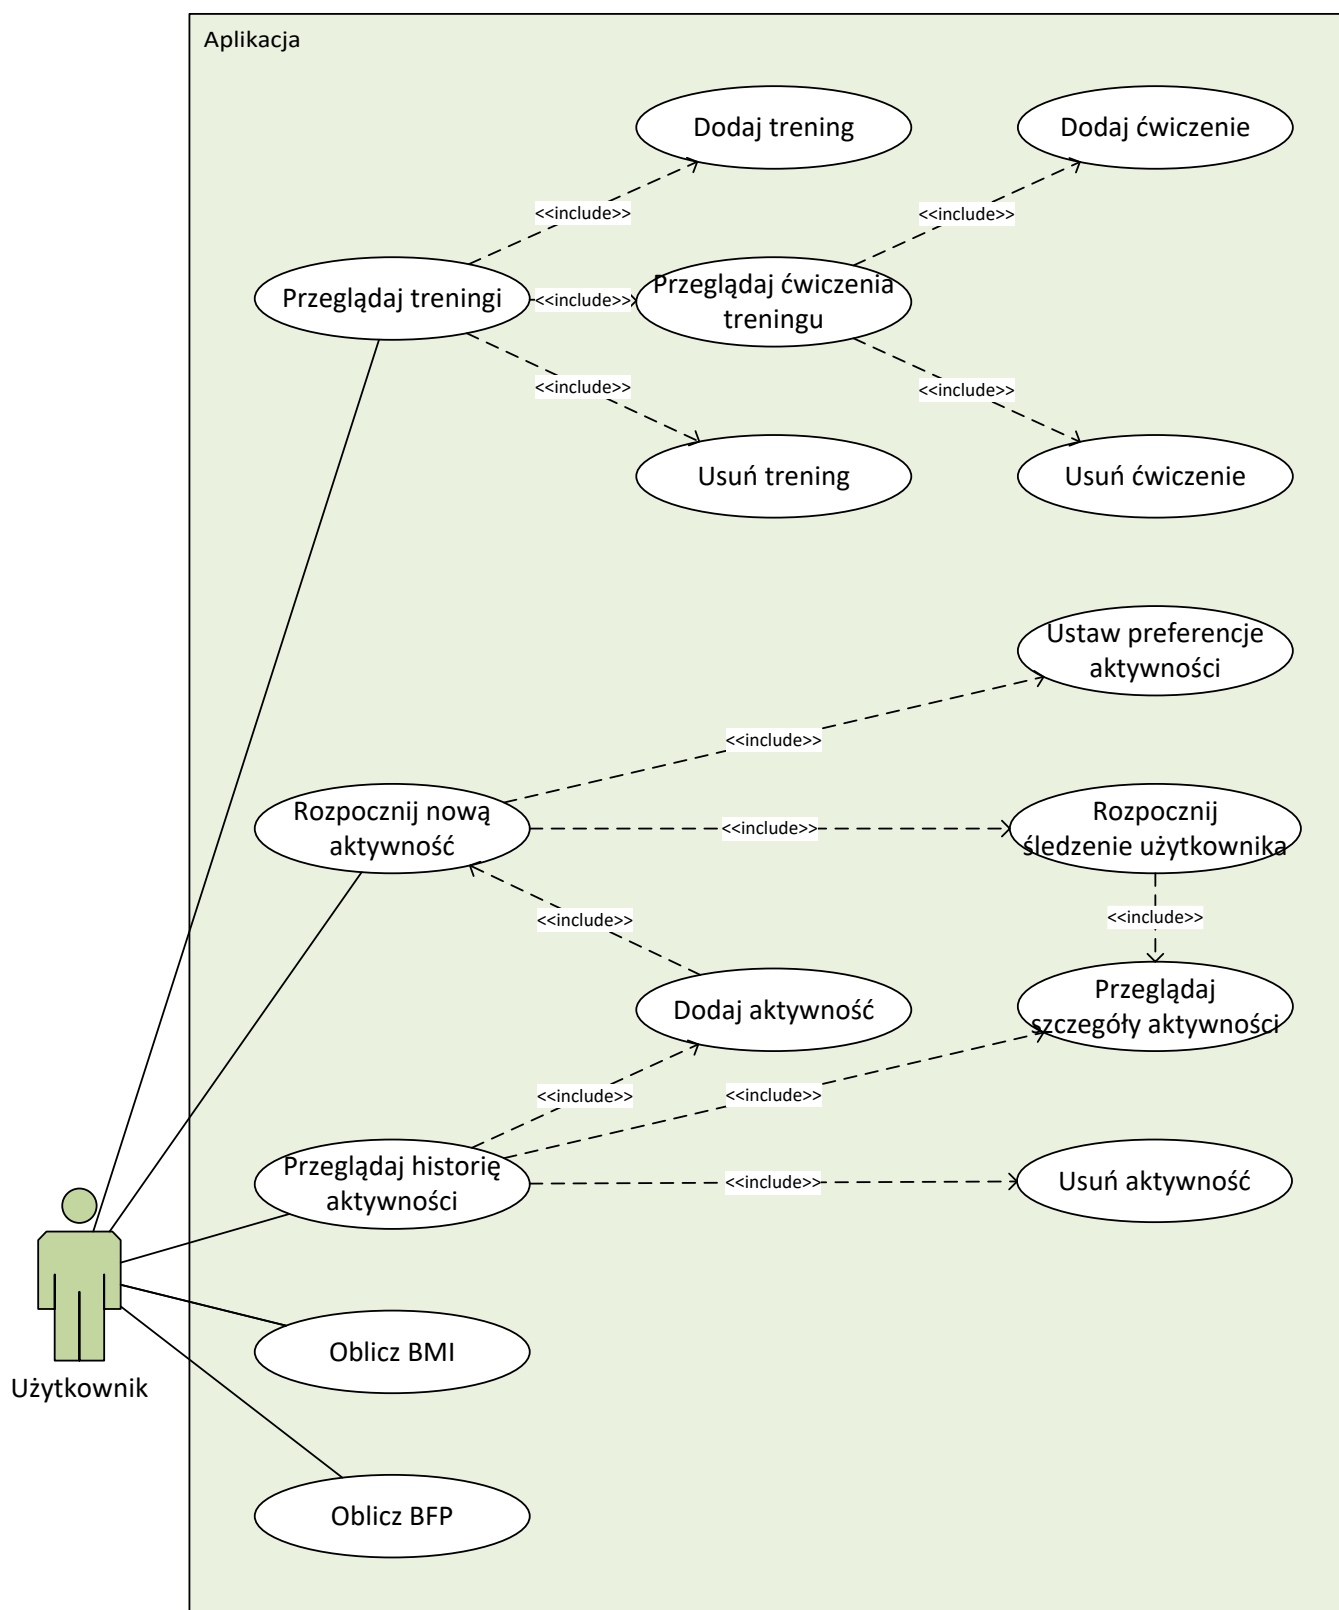 Aplikacja
Dodaj trening
Dodaj ćwiczenie
<<include>>
<<include>>
Przeglądaj treningi
<<include>>
Przeglądaj ćwiczenia
treningu
<<include>>
<<include>>
Usuń trening
Usuń ćwiczenie
Ustaw preferencje
aktywności
<<include>>
Rozpocznij nową
aktywność
<<include>>
Rozpocznij
śledzenie użytkownika
<<include>>
<<include>>
Dodaj aktywność
Przeglądaj
szczegóły aktywności
<<include>>
<<include>>
Przeglądaj historię
aktywności
<<include>>
Usuń aktywność
Użytkownik
Oblicz BMI
Oblicz BFP